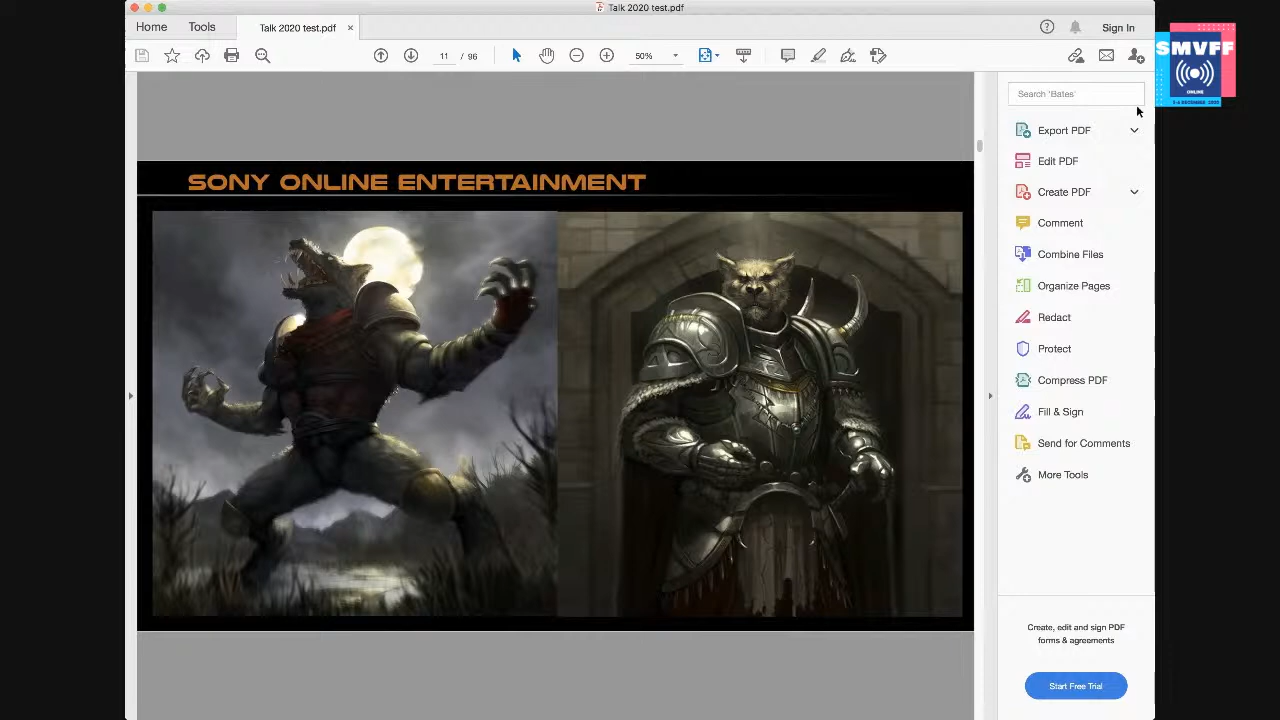 Talk 2020 test.pdf
Home
Tools
Talk 2020 test.pdf
×
Sign In
11 / 96
50%
SMVFF
ONLINE
Search 'Bates'
Export PDF
Edit PDF
Create PDF
Comment
Combine Files
Organize Pages
Redact
Protect
Compress PDF
Fill & Sign
Send for Comments
More Tools
SONY ONLINE ENTERTAINMENT
Create, edit and sign PDF
forms & agreements
Start Free Trial